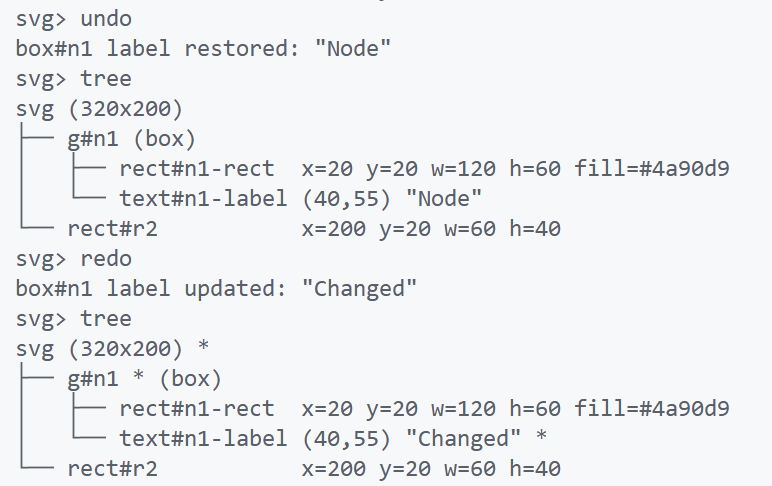 svg> undo
box#n1 label restored: "Node"
svg> tree
svg (320x200)
├── g#n1 (box)
│   ├── rect#n1-rect  x=20 y=20 w=120 h=60 fill=#4a90d9
│   └── text#n1-label (40,55) "Node"
└── rect#r2           x=200 y=20 w=60 h=40
svg> redo
box#n1 label updated: "Changed"
svg> tree
svg (320x200) *
├── g#n1 * (box)
│   ├── rect#n1-rect  x=20 y=20 w=120 h=60 fill=#4a90d9
│   └── text#n1-label (40,55) "Changed" *
└── rect#r2           x=200 y=20 w=60 h=40